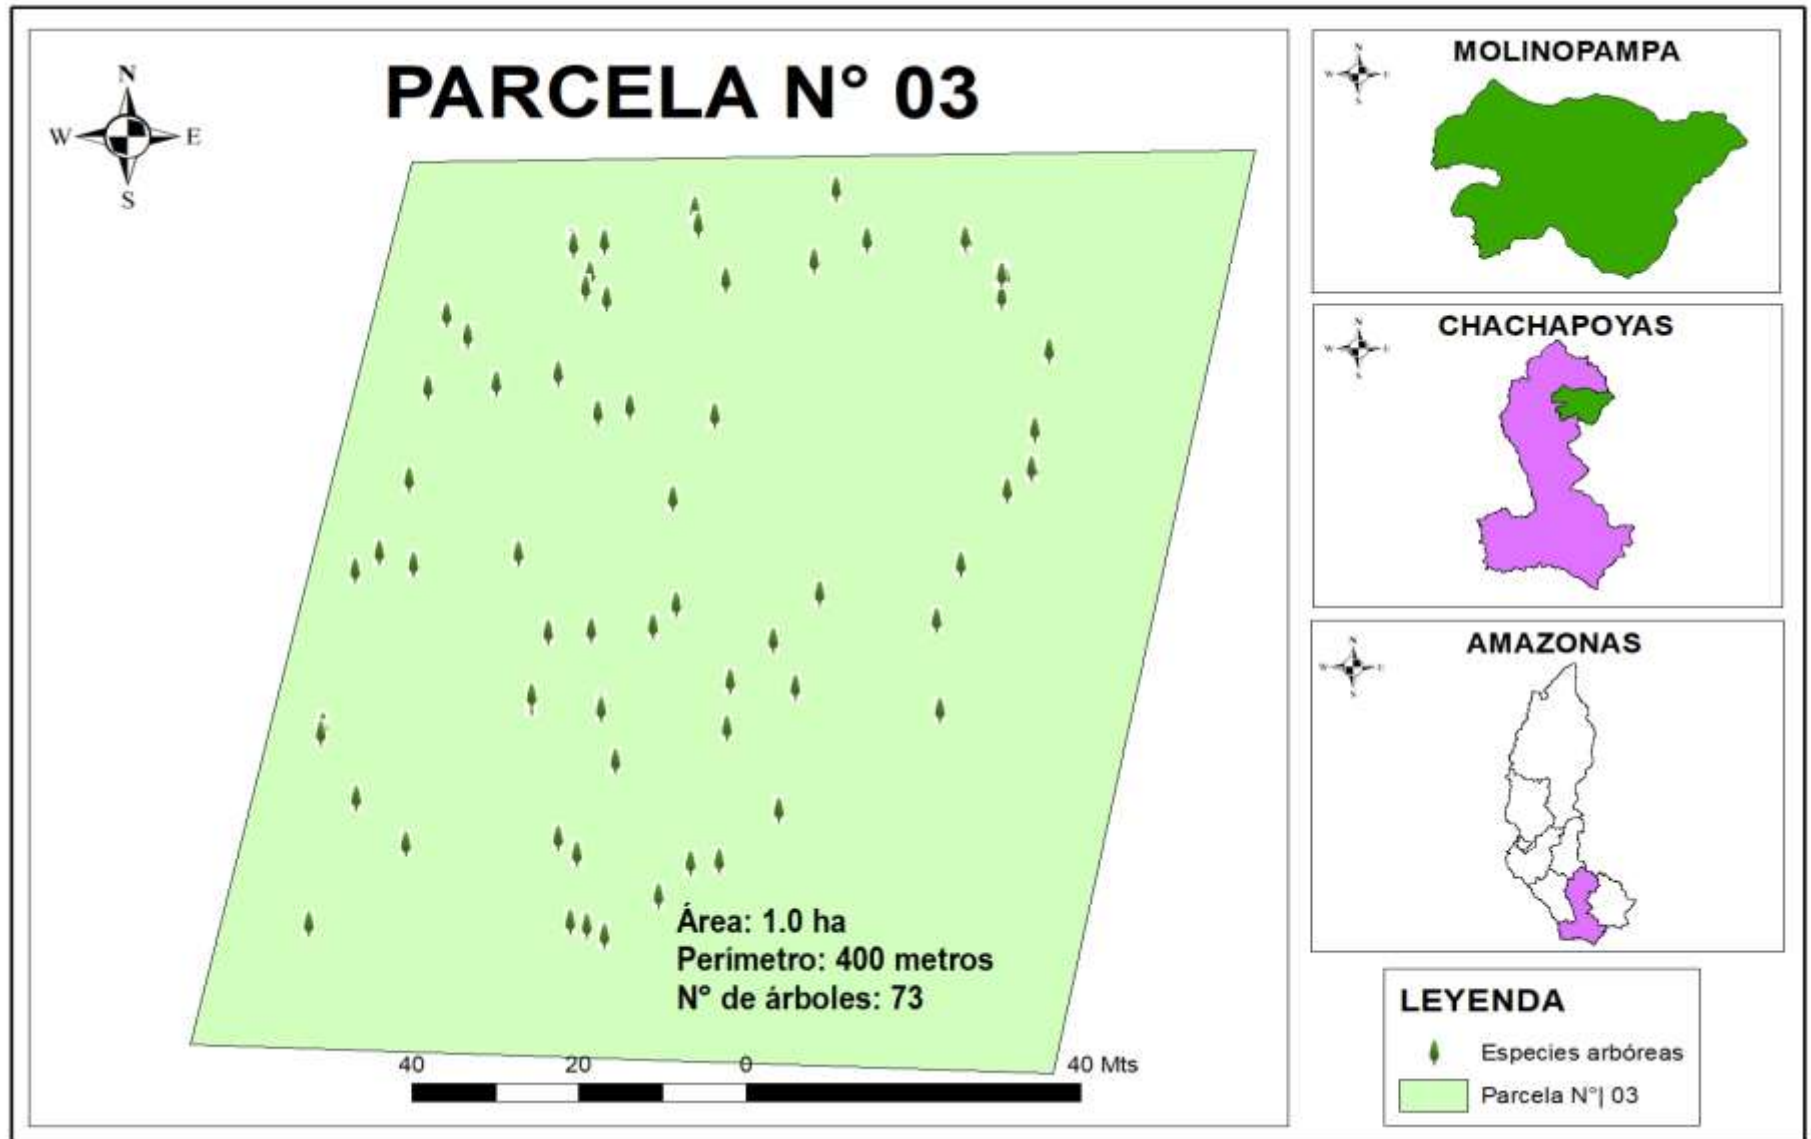 PARCELA N° 03
N
W E
S
Área: 1.0 ha
Perímetro: 400 metros
N° de árboles: 73
40 20 0 40 Mts
MOLINOPAMPA
N
W E
S
CHACHAPOYAS
N
W E
S
AMAZONAS
N
W E
S
LEYENDA
Especies arbóreas
Parcela N°| 03